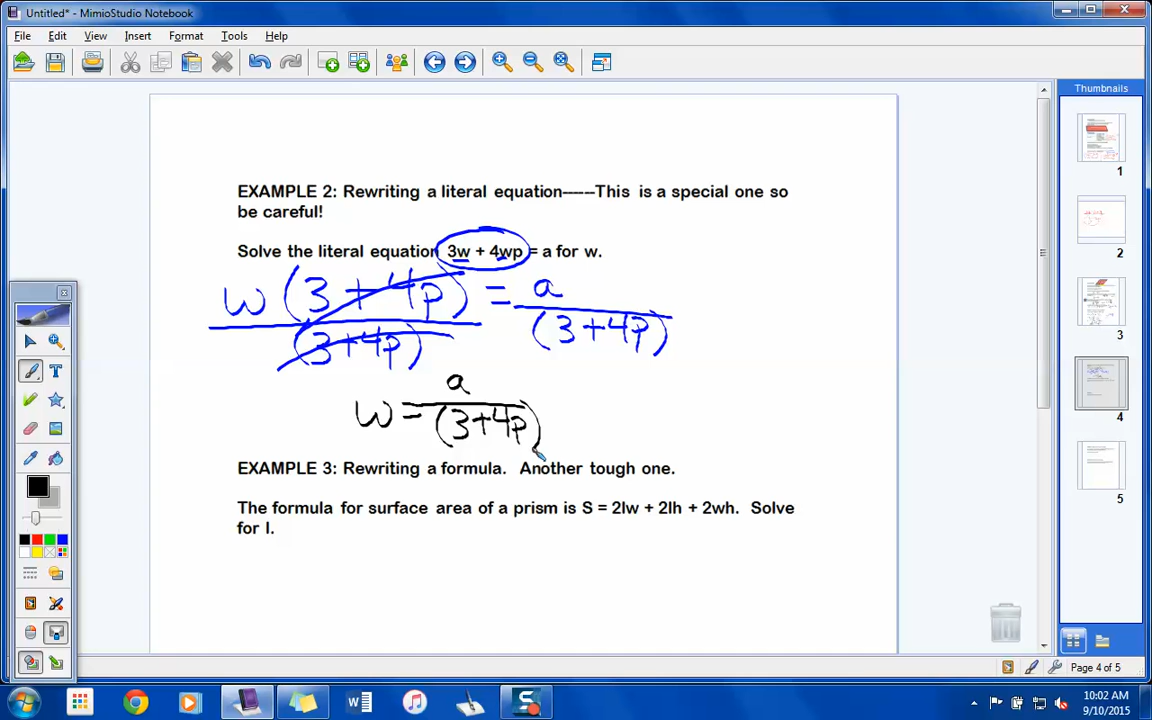 Untitled* - MimioStudio Notebook
File Edit View Insert Format Tools Help
Thumbnails
EXAMPLE 2: Rewriting a literal equation-----This is a special one so
be careful!
Solve the literal equation 3w + 4wp = a for w.
w (3 + 4p) = a
(3+4p) (3+4p)
a
w = (3+4p)
EXAMPLE 3: Rewriting a formula. Another tough one.
The formula for surface area of a prism is S = 2lw + 2lh + 2wh. Solve
for l.
1
2
3
4
5
Page 4 of 5
10:02 AM
9/10/2015